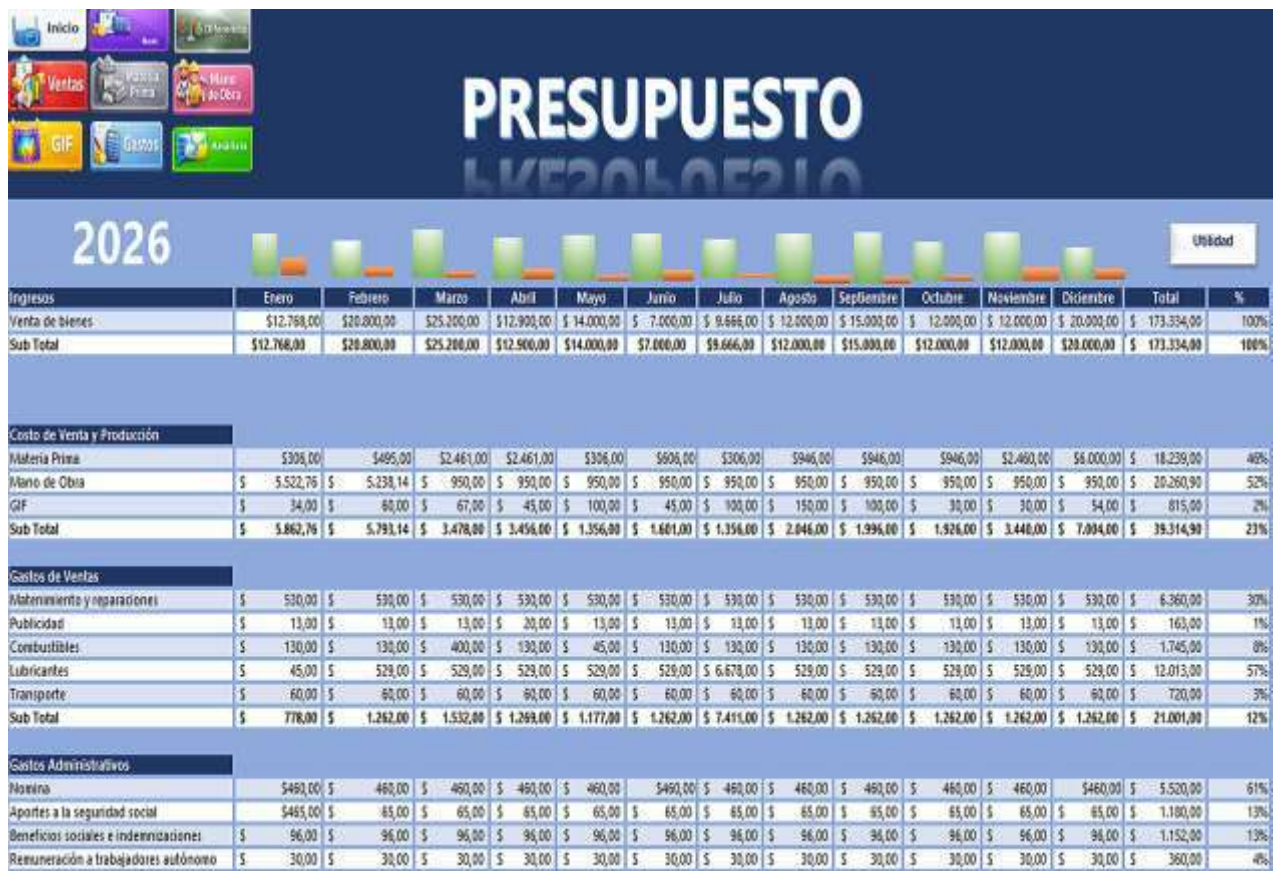 Inicio
Ventas
Materia Prima
Mano de Obra
GIF
Gastos
PRESUPUESTO
2026
Utilidad
Ingresos Enero Febrero Marzo Abril Mayo Junio Julio Agosto Septiembre Octubre Noviembre Diciembre Total %
Venta de bienes $12.768,00 $20.800,00 $25.200,00 $12.900,00 $ 14.000,00 $ 7.000,00 $ 9.666,00 $ 12.000,00 $ 15.000,00 $ 12.000,00 $ 12.000,00 $ 20.000,00 $ 173.334,00 100%
Sub Total $12.768,00 $20.800,00 $25.200,00 $12.900,00 $14.000,00 $7.000,00 $9.666,00 $12.000,00 $15.000,00 $12.000,00 $12.000,00 $20.000,00 $ 173.334,00 100%
Costo de Venta y Producción
Materia Prima $306,00 $495,00 $2.461,00 $2.461,00 $306,00 $606,00 $306,00 $946,00 $946,00 $946,00 $2.460,00 $6.000,00 $ 18.239,00 46%
Mano de Obra $ 5.522,76 $ 5.238,14 $ 950,00 $ 950,00 $ 950,00 $ 950,00 $ 950,00 $ 950,00 $ 950,00 $ 950,00 $ 950,00 $ 950,00 $ 20.260,90 52%
GIF $ 34,00 $ 60,00 $ 67,00 $ 45,00 $ 100,00 $ 45,00 $ 100,00 $ 150,00 $ 100,00 $ 30,00 $ 30,00 $ 54,00 $ 815,00 2%
Sub Total $ 5.862,76 $ 5.793,14 $ 3.478,00 $ 3.456,00 $ 1.356,00 $ 1.601,00 $ 1.356,00 $ 2.046,00 $ 1.996,00 $ 1.926,00 $ 3.440,00 $ 7.004,00 $ 39.314,90 23%
Gastos de Ventas
Matenimiento y reparaciones $ 530,00 $ 530,00 $ 530,00 $ 530,00 $ 530,00 $ 530,00 $ 530,00 $ 530,00 $ 530,00 $ 530,00 $ 530,00 $ 530,00 $ 6.360,00 30%
Publicidad $ 13,00 $ 13,00 $ 13,00 $ 20,00 $ 13,00 $ 13,00 $ 13,00 $ 13,00 $ 13,00 $ 13,00 $ 13,00 $ 13,00 $ 163,00 1%
Combustibles $ 130,00 $ 130,00 $ 400,00 $ 130,00 $ 45,00 $ 130,00 $ 130,00 $ 130,00 $ 130,00 $ 130,00 $ 130,00 $ 130,00 $ 1.745,00 8%
Lubricantes $ 45,00 $ 529,00 $ 529,00 $ 529,00 $ 529,00 $ 529,00 $ 6.678,00 $ 529,00 $ 529,00 $ 529,00 $ 529,00 $ 529,00 $ 12.013,00 57%
Transporte $ 60,00 $ 60,00 $ 60,00 $ 60,00 $ 60,00 $ 60,00 $ 60,00 $ 60,00 $ 60,00 $ 60,00 $ 60,00 $ 60,00 $ 720,00 3%
Sub Total $ 778,00 $ 1.262,00 $ 1.532,00 $ 1.269,00 $ 1.177,00 $ 1.262,00 $ 7.411,00 $ 1.262,00 $ 1.262,00 $ 1.262,00 $ 1.262,00 $ 1.262,00 $ 21.001,00 12%
Gastos Administrativos
Nomina $460,00 $ 460,00 $ 460,00 $ 460,00 $ 460,00 $460,00 $ 460,00 $ 460,00 $ 460,00 $ 460,00 $ 460,00 $460,00 $ 5.520,00 61%
Aportes a la seguridad social $465,00 $ 65,00 $ 65,00 $ 65,00 $ 65,00 $ 65,00 $ 65,00 $ 65,00 $ 65,00 $ 65,00 $ 65,00 $ 65,00 $ 1.180,00 13%
Beneficios sociales e indemnizaciones $ 96,00 $ 96,00 $ 96,00 $ 96,00 $ 96,00 $ 96,00 $ 96,00 $ 96,00 $ 96,00 $ 96,00 $ 96,00 $ 96,00 $ 1.152,00 13%
Remuneración a trabajadores autónomo $ 30,00 $ 30,00 $ 30,00 $ 30,00 $ 30,00 $ 30,00 $ 30,00 $ 30,00 $ 30,00 $ 30,00 $ 30,00 $ 30,00 $ 360,00 4%